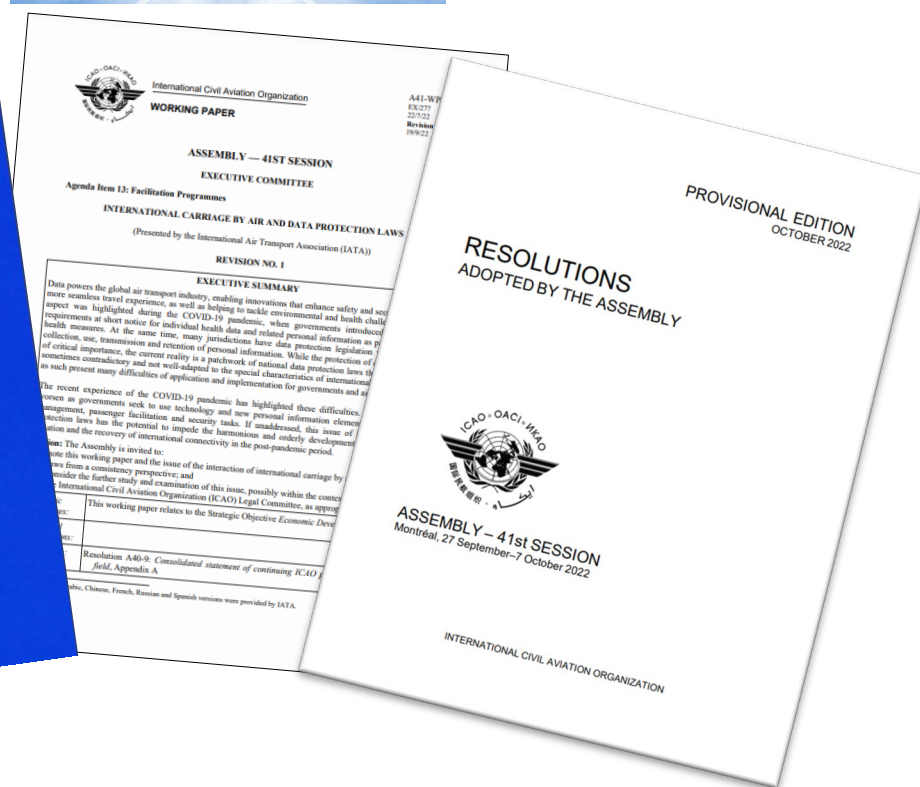 International Civil Aviation Organization
WORKING PAPER
A41-WP
EX/277
22/7/22
Revision
19/9/22
ASSEMBLY — 41ST SESSION
EXECUTIVE COMMITTEE
Agenda Item 13: Facilitation Programmes
INTERNATIONAL CARRIAGE BY AIR AND DATA PROTECTION LAWS
(Presented by the International Air Transport Association (IATA))
REVISION NO. 1
EXECUTIVE SUMMARY
Data powers the global air transport industry, enabling innovations that enhance safety and
more seamless travel experience, as well as helping to tackle environmental and health
aspect was highlighted during the COVID-19 pandemic, when governments introduced
requirements at short notice for individual health data and related personal information as
health measures. At the same time, many jurisdictions have data protection legislation
collection, use, transmission and retention of personal information. While the protection of
of critical importance, the current reality is a patchwork of national data protection laws
sometimes contradictory and not well-adapted to the special characteristics of international
as such present many difficulties of application and implementation for governments and
The recent experience of the COVID-19 pandemic has highlighted these difficulties.
worsen as governments seek to use technology and new personal information
management, passenger facilitation and security tasks. If unaddressed, this issue of
laws has the potential to impede the harmonious and orderly
and the recovery of international connectivity in the post-pandemic period.
The Assembly is invited to:
note this working paper and the issue of the interaction of international carriage by
from a consistency perspective; and
the further study and examination of this issue, possibly within the
International Civil Aviation Organization (ICAO) Legal Committee, as
This working paper relates to the Strategic Objective Economic
Resolution A40-9: Consolidated statement of continuing ICAO
field, Appendix A
Chinese, French, Russian and Spanish versions were provided by IATA.
PROVISIONAL EDITION
OCTOBER 2022
RESOLUTIONS
ADOPTED BY THE ASSEMBLY
ICAO · OACI · ИКАО
国际民航组织
ASSEMBLY – 41st SESSION
Montréal, 27 September–7 October 2022
INTERNATIONAL CIVIL AVIATION ORGANIZATION